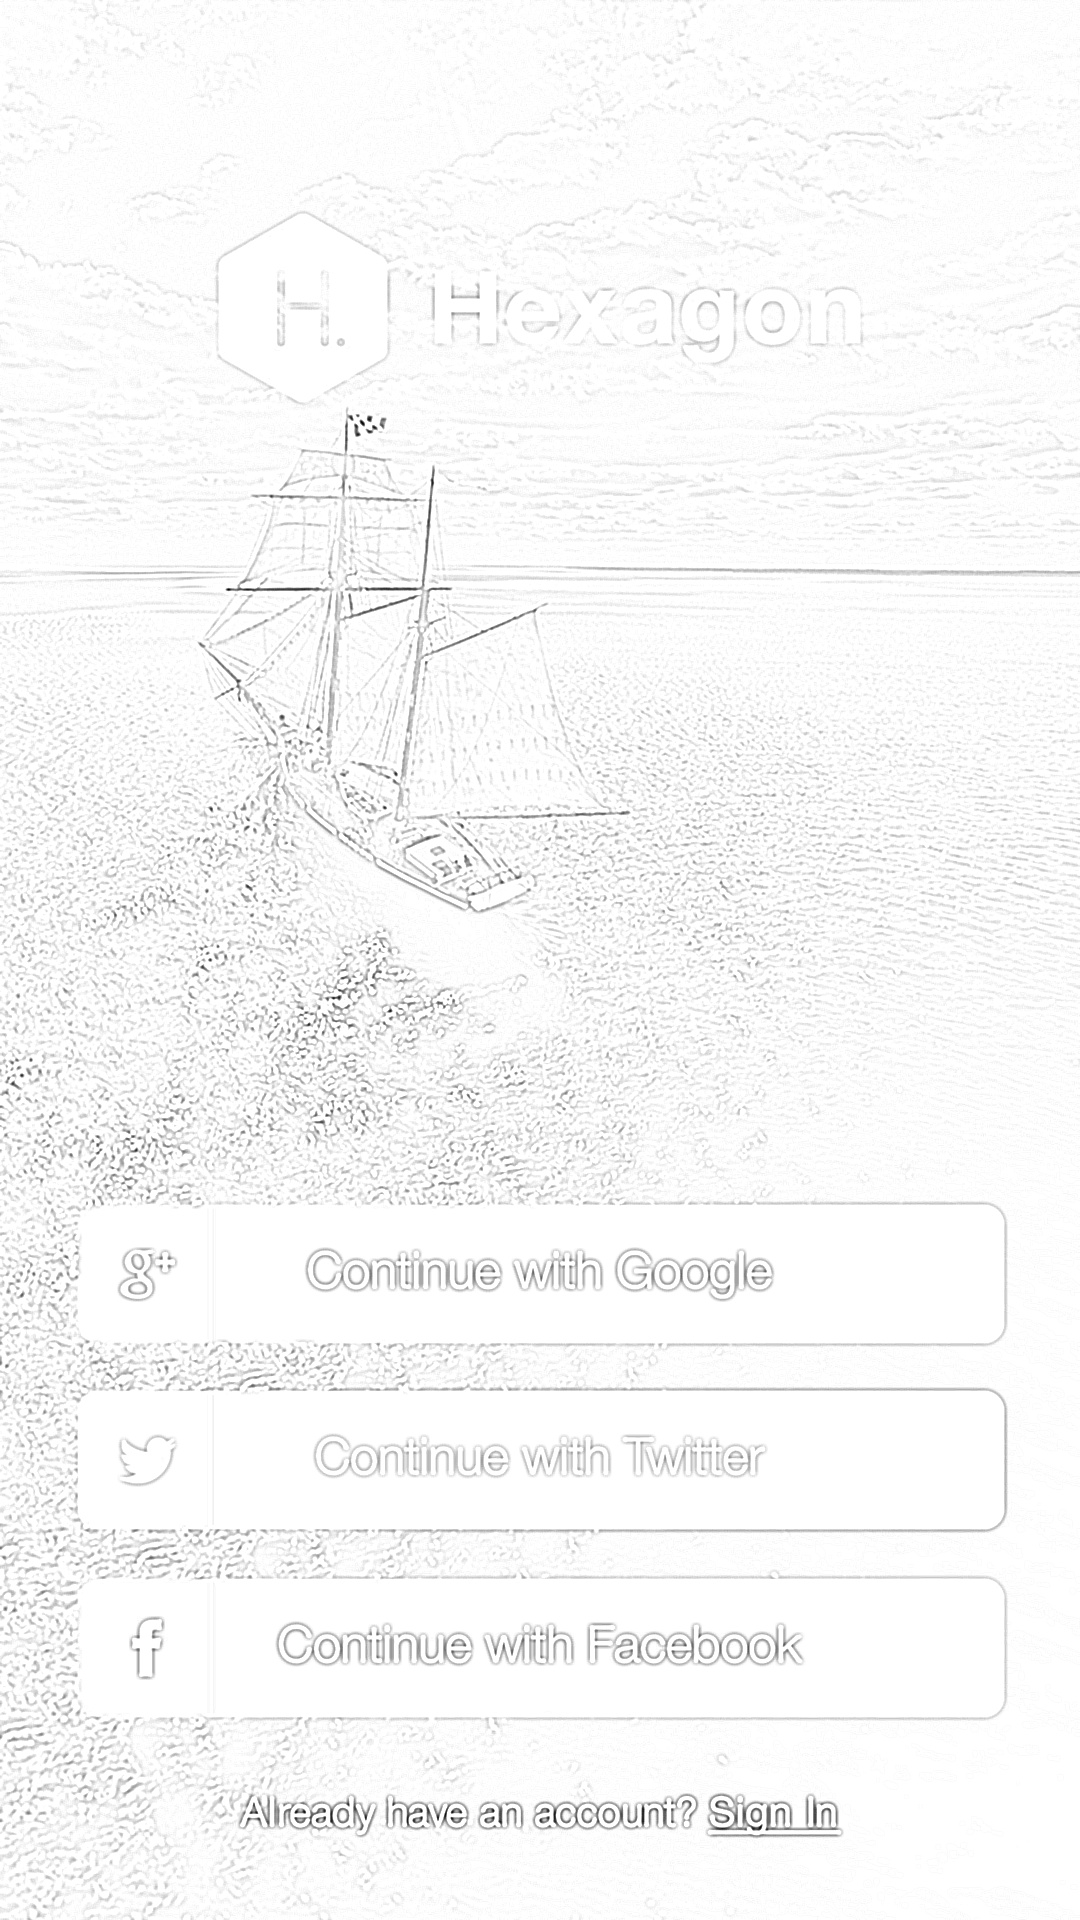 H.
Hexagon
g+
Continue with Google
Continue with Twitter
f
Continue with Facebook
Already have an account? Sign In